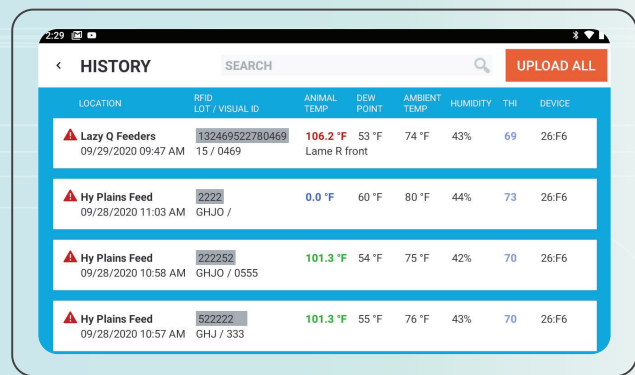 2:29
HISTORY SEARCH UPLOAD ALL
LOCATION RFID LOT / VISUAL ID ANIMAL TEMP DEW POINT AMBIENT TEMP HUMIDITY THI DEVICE
Lazy Q Feeders 132469522780469 106.2 °F 53 °F 74 °F 43% 69 26:F6
09/29/2020 09:47 AM 15 / 0469 Lame R front
Hy Plains Feed 2222 0.0 °F 60 °F 80 °F 44% 73 26:F6
09/28/2020 11:03 AM GHJO /
Hy Plains Feed 222252 101.3 °F 54 °F 75 °F 42% 70 26:F6
09/28/2020 10:58 AM GHJO / 0555
Hy Plains Feed 522222 101.3 °F 55 °F 76 °F 43% 70 26:F6
09/28/2020 10:57 AM GHJ / 333